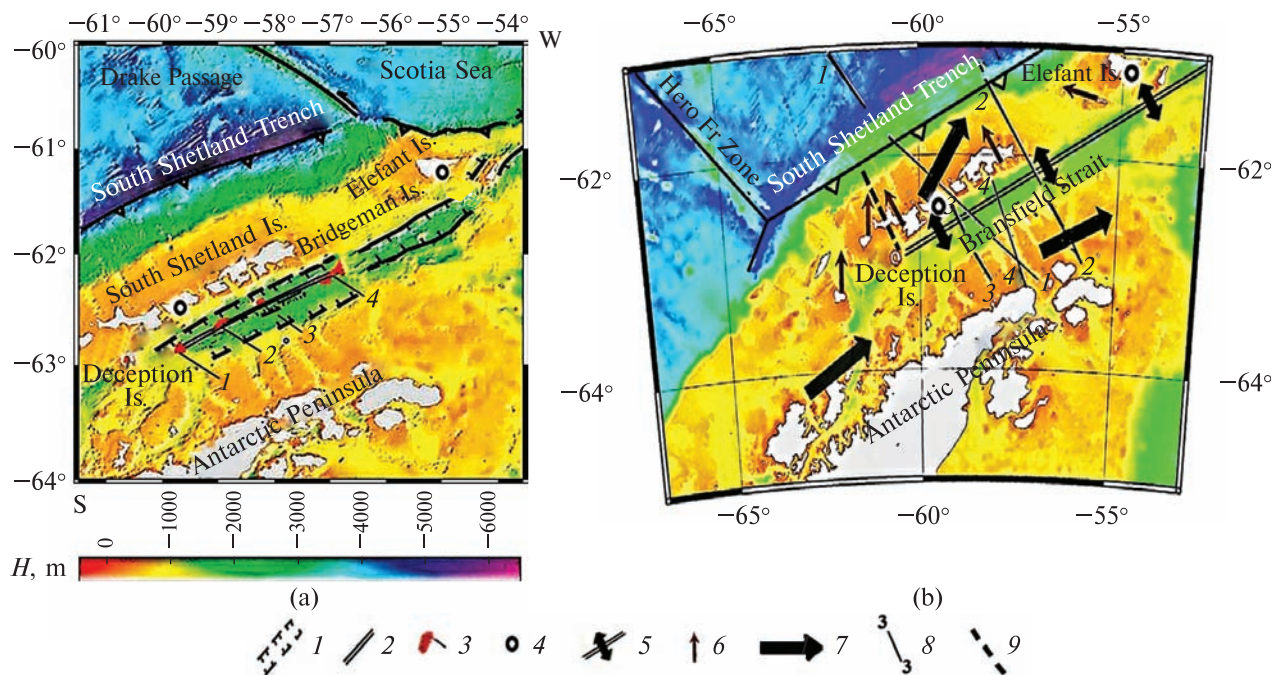 −61° −60° −59° −58° −57° −56° −55° −54°
W
−60°
−61°
−62°
−63°
−64°
Drake Passage
Scotia Sea
South Shetland Trench
Elefant Is.
Bridgeman Is.
South Shetland Is.
4
3
2
1
Deception
Is.
Antarctic Peninsula
S
0 −1000 −2000 −3000 −4000 −5000 −6000
H, m
(a)
−65° −60° −55°
−60°
−62°
−64°
−62°
−64°
Hero Fr Zone
1
South Shetland Trench
2
Elefant Is.
4
3
Bransfield Strait
Deception
Is.
3
4
1
2
Antarctic Peninsula
−65° −60° −55°
(b)
1 2 3 4 5 6 7 3 3 8 9